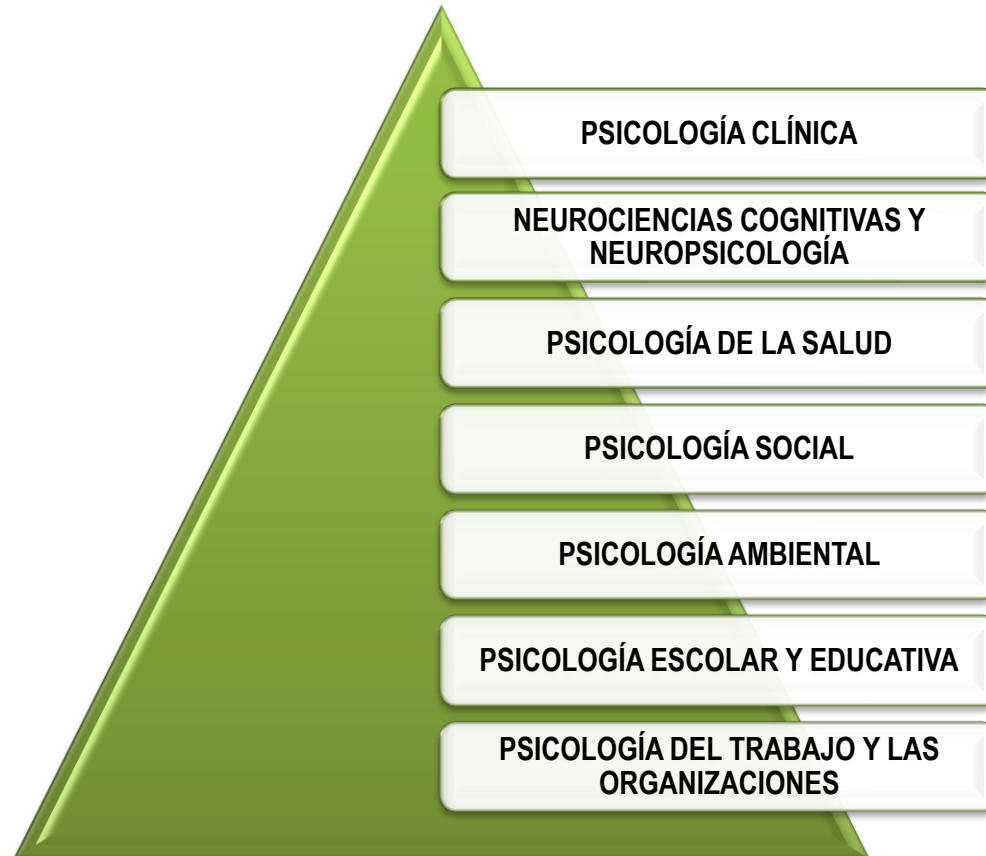 PSICOLOGÍA CLÍNICA
NEUROCIENCIAS COGNITIVAS Y
NEUROPSICOLOGÍA
PSICOLOGÍA DE LA SALUD
PSICOLOGÍA SOCIAL
PSICOLOGÍA AMBIENTAL
PSICOLOGÍA ESCOLAR Y EDUCATIVA
PSICOLOGÍA DEL TRABAJO Y LAS
ORGANIZACIONES